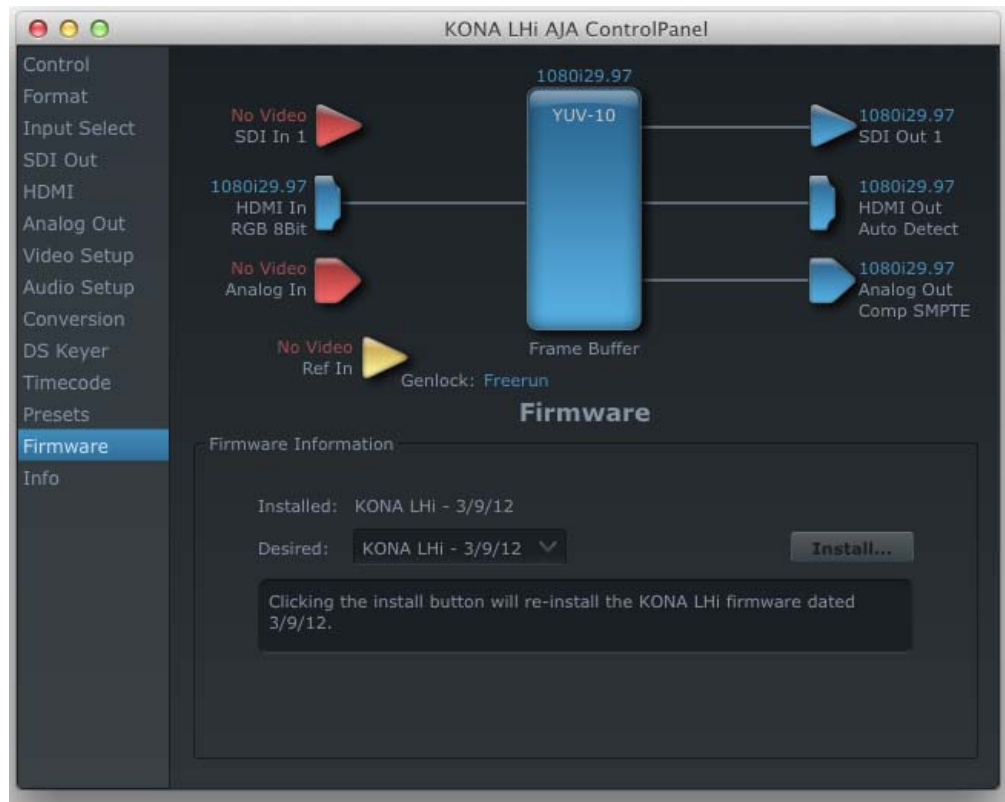 KONA LHi AJA ControlPanel
Control
Format
Input Select
SDI Out
HDMI
Analog Out
Video Setup
Audio Setup
Conversion
DS Keyer
Timecode
Presets
Firmware
Info
1080i29.97
YUV-10
No Video
SDI In 1
1080i29.97
HDMI In
RGB 8Bit
No Video
Analog In
No Video
Ref In
Frame Buffer
Genlock: Freerun
1080i29.97
SDI Out 1
1080i29.97
HDMI Out
Auto Detect
1080i29.97
Analog Out
Comp SMPTE
Firmware
Firmware Information
Installed: KONA LHi - 3/9/12
Desired: KONA LHi - 3/9/12
Install...
Clicking the install button will re-install the KONA LHi firmware dated
3/9/12.